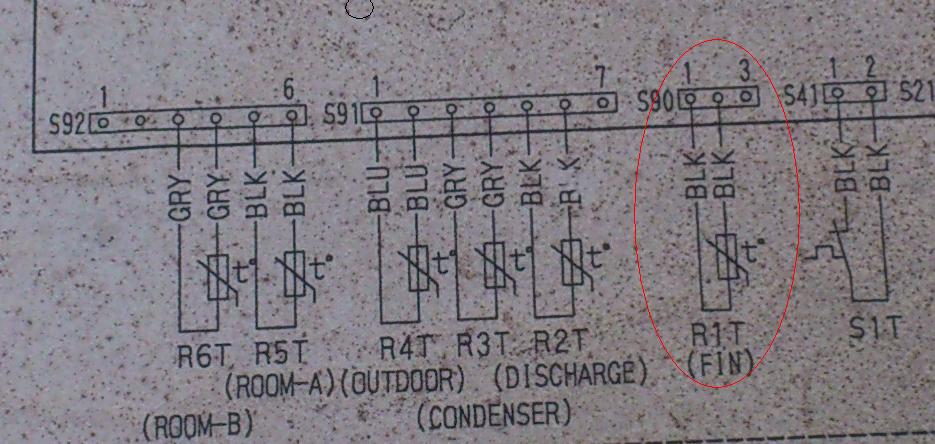 1 6 1 7 1 3 1 2
S92 S91 S90 S41 S21
GRY GRY BLK BLK BLU BLU GRY GRY BLK BLK BLK BLK BLK BLK
t° t° t° t° t° t°
R6T R5T R4T R3T R2T R1T S1T
(ROOM-A) (OUTDOOR) (DISCHARGE) (FIN)
(ROOM-B) (CONDENSER)